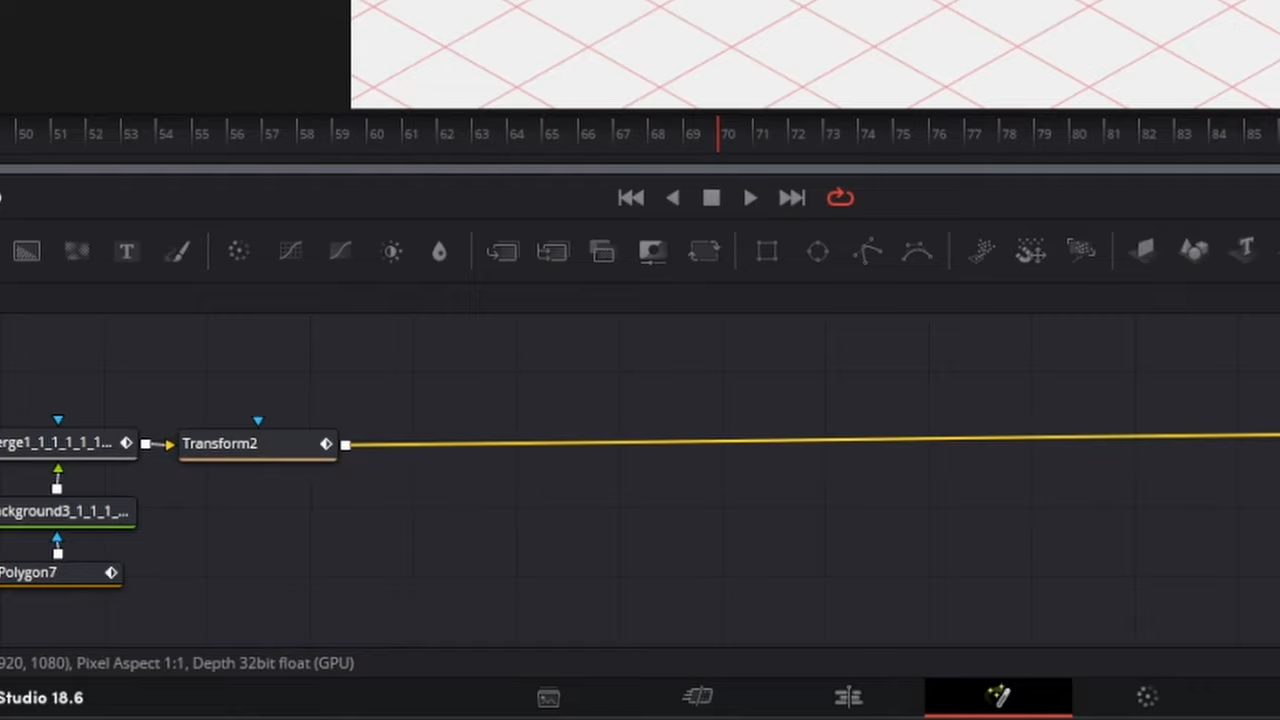 50 51 52 53 54 55 56 57 58 59 60 61 62 63 64 65 66 67 68 69 70 71 72 73 74 75 76 77 78 79 80 81 82 83 84 85
T
T
erge1_1_1_1_1_1... Transform2
ackground3_1_1_1_...
Polygon7
920, 1080), Pixel Aspect 1:1, Depth 32bit float (GPU)
Studio 18.6